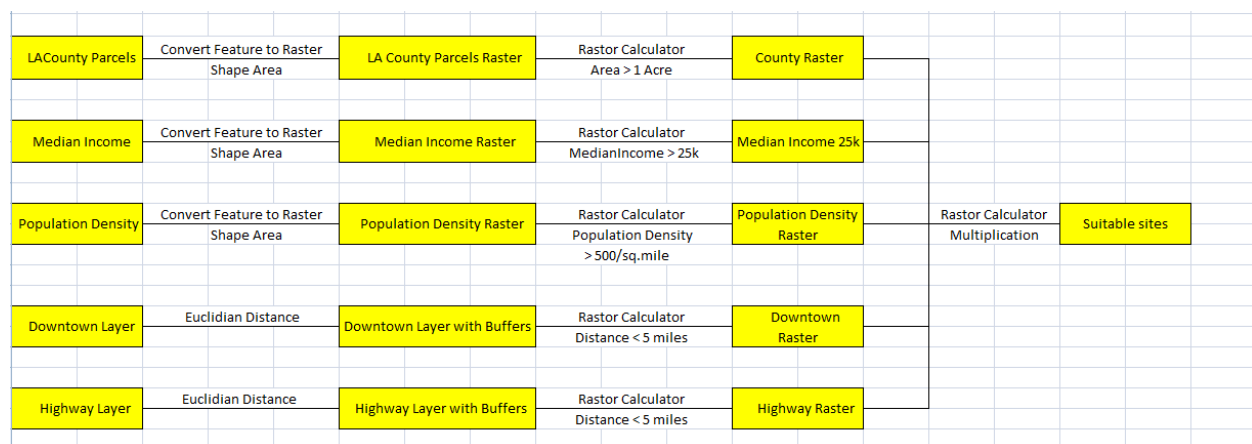 LACounty Parcels
Convert Feature to Raster
Shape Area
LA County Parcels Raster
Rastor Calculator
Area > 1 Acre
County Raster
Median Income
Convert Feature to Raster
Shape Area
Median Income Raster
Rastor Calculator
MedianIncome > 25k
Median Income 25k
Population Density
Convert Feature to Raster
Shape Area
Population Density Raster
Rastor Calculator
Population Density
> 500/sq.mile
Population Density
Raster
Rastor Calculator
Multiplication
Suitable sites
Downtown Layer
Euclidian Distance
Downtown Layer with Buffers
Rastor Calculator
Distance < 5 miles
Downtown
Raster
Highway Layer
Euclidian Distance
Highway Layer with Buffers
Rastor Calculator
Distance < 5 miles
Highway Raster